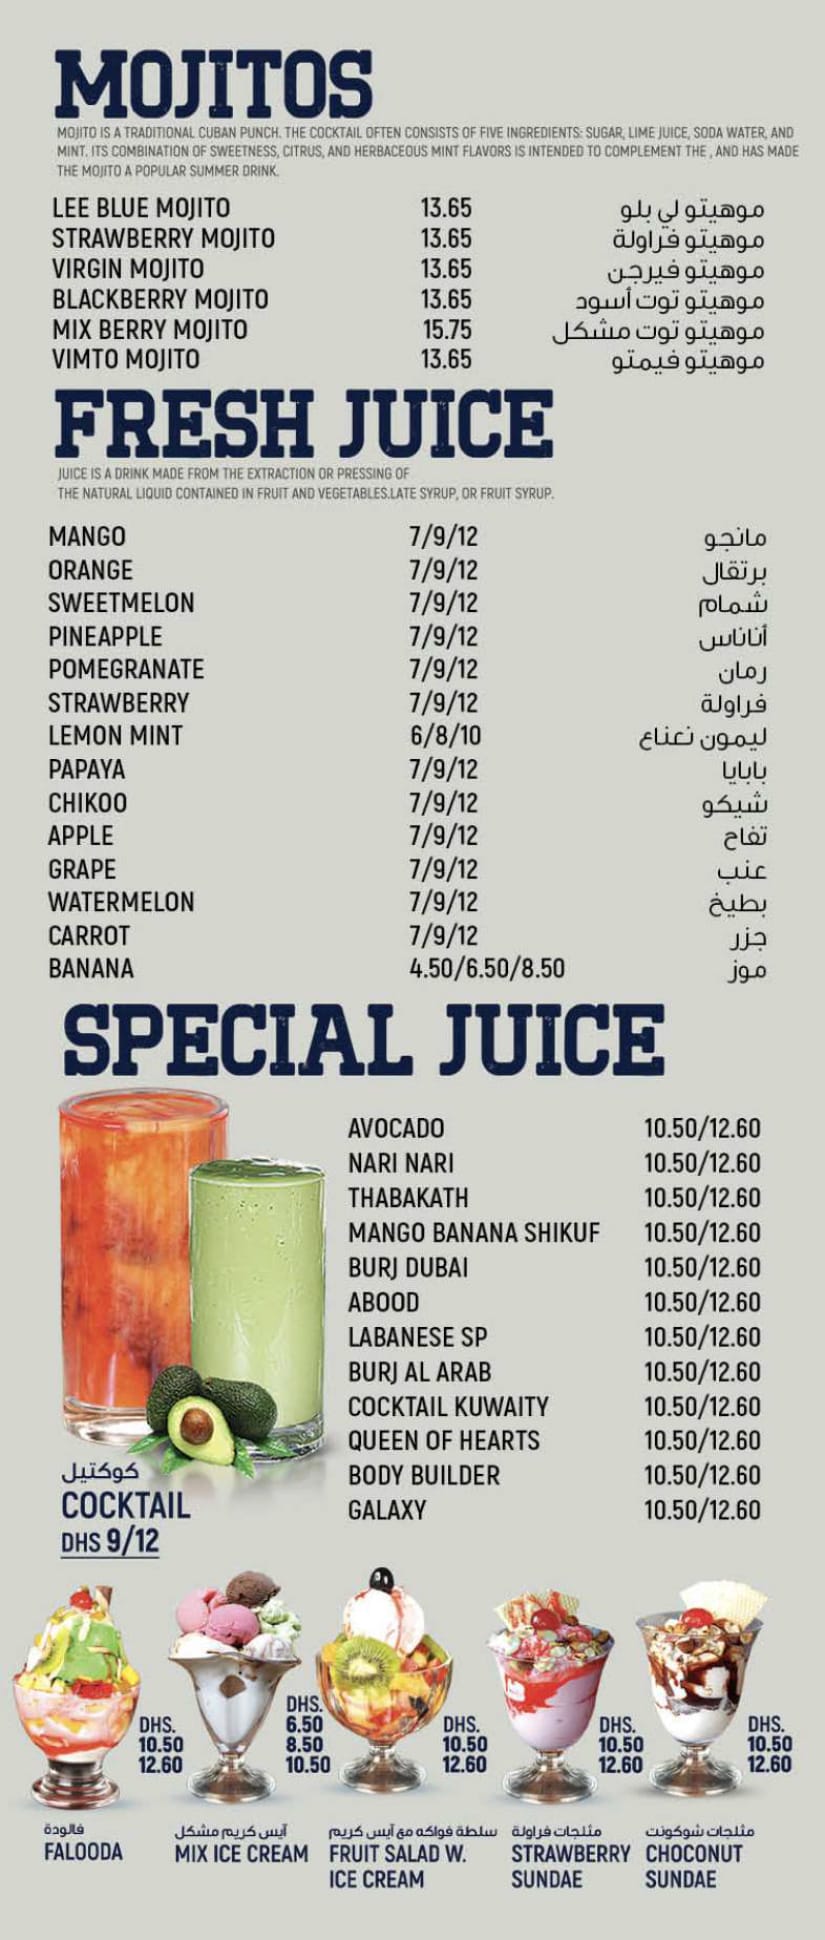 MOJITOS
MOJITO IS A TRADITIONAL CUBAN PUNCH. THE COCKTAIL OFTEN CONSISTS OF FIVE INGREDIENTS: SUGAR, LIME JUICE, SODA WATER, AND
MINT. ITS COMBINATION OF SWEETNESS, CITRUS, AND HERBACEOUS MINT FLAVORS IS INTENDED TO COMPLEMENT THE , AND HAS MADE
THE MOJITO A POPULAR SUMMER DRINK.
LEE BLUE MOJITO 13.65 موهيتو لي بلو
STRAWBERRY MOJITO 13.65 موهيتو فراولة
VIRGIN MOJITO 13.65 موهيتو فيرجن
BLACKBERRY MOJITO 13.65 موهيتو توت أسود
MIX BERRY MOJITO 15.75 موهيتو توت مشكل
VIMTO MOJITO 13.65 موهيتو فيمتو
FRESH JUICE
JUICE IS A DRINK MADE FROM THE EXTRACTION OR PRESSING OF
THE NATURAL LIQUID CONTAINED IN FRUIT AND VEGETABLES.LATE SYRUP, OR FRUIT SYRUP.
MANGO 7/9/12 مانجو
ORANGE 7/9/12 برتقال
SWEETMELON 7/9/12 شمام
PINEAPPLE 7/9/12 أناناس
POMEGRANATE 7/9/12 رمان
STRAWBERRY 7/9/12 فراولة
LEMON MINT 6/8/10 ليمون نعناع
PAPAYA 7/9/12 بابايا
CHIKOO 7/9/12 شيكو
APPLE 7/9/12 تفاح
GRAPE 7/9/12 عنب
WATERMELON 7/9/12 بطيخ
CARROT 7/9/12 جزر
BANANA 4.50/6.50/8.50 موز
SPECIAL JUICE
AVOCADO 10.50/12.60
NARI NARI 10.50/12.60
THABAKATH 10.50/12.60
MANGO BANANA SHIKUF 10.50/12.60
BURJ DUBAI 10.50/12.60
ABOOD 10.50/12.60
LABANESE SP 10.50/12.60
BURJ AL ARAB 10.50/12.60
COCKTAIL KUWAITY 10.50/12.60
QUEEN OF HEARTS 10.50/12.60
BODY BUILDER 10.50/12.60
GALAXY 10.50/12.60
كوكتيل
COCKTAIL
DHS 9/12
DHS.
10.50
12.60
فالودة
FALOODA
DHS.
6.50
8.50
10.50
آيس كريم مشكل
MIX ICE CREAM
DHS.
10.50
12.60
سلطة فواكه مع آيس كريم
FRUIT SALAD W.
ICE CREAM
DHS.
10.50
12.60
مثلجات فراولة
STRAWBERRY
SUNDAE
DHS.
10.50
12.60
مثلجات شوكونت
CHOCONUT
SUNDAE